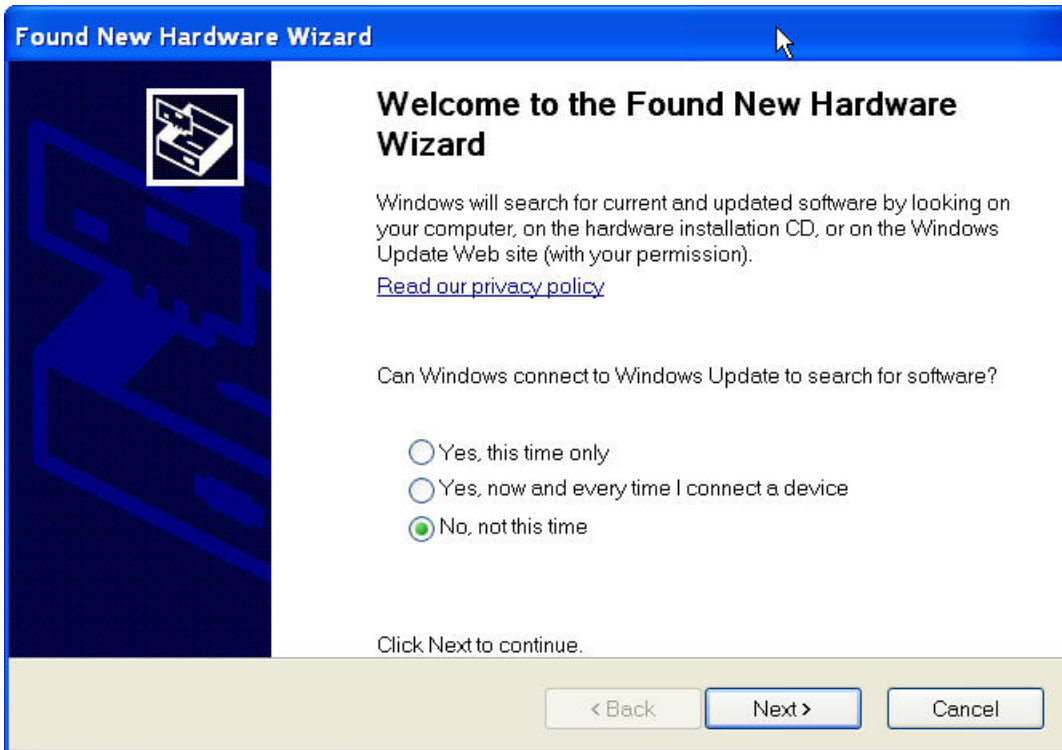 Found New Hardware Wizard
Welcome to the Found New Hardware
Wizard
Windows will search for current and updated software by looking on
your computer, on the hardware installation CD, or on the Windows
Update Web site (with your permission).
Read our privacy policy
Can Windows connect to Windows Update to search for software?
Yes, this time only
Yes, now and every time I connect a device
No, not this time
Click Next to continue.
< Back
Next >
Cancel